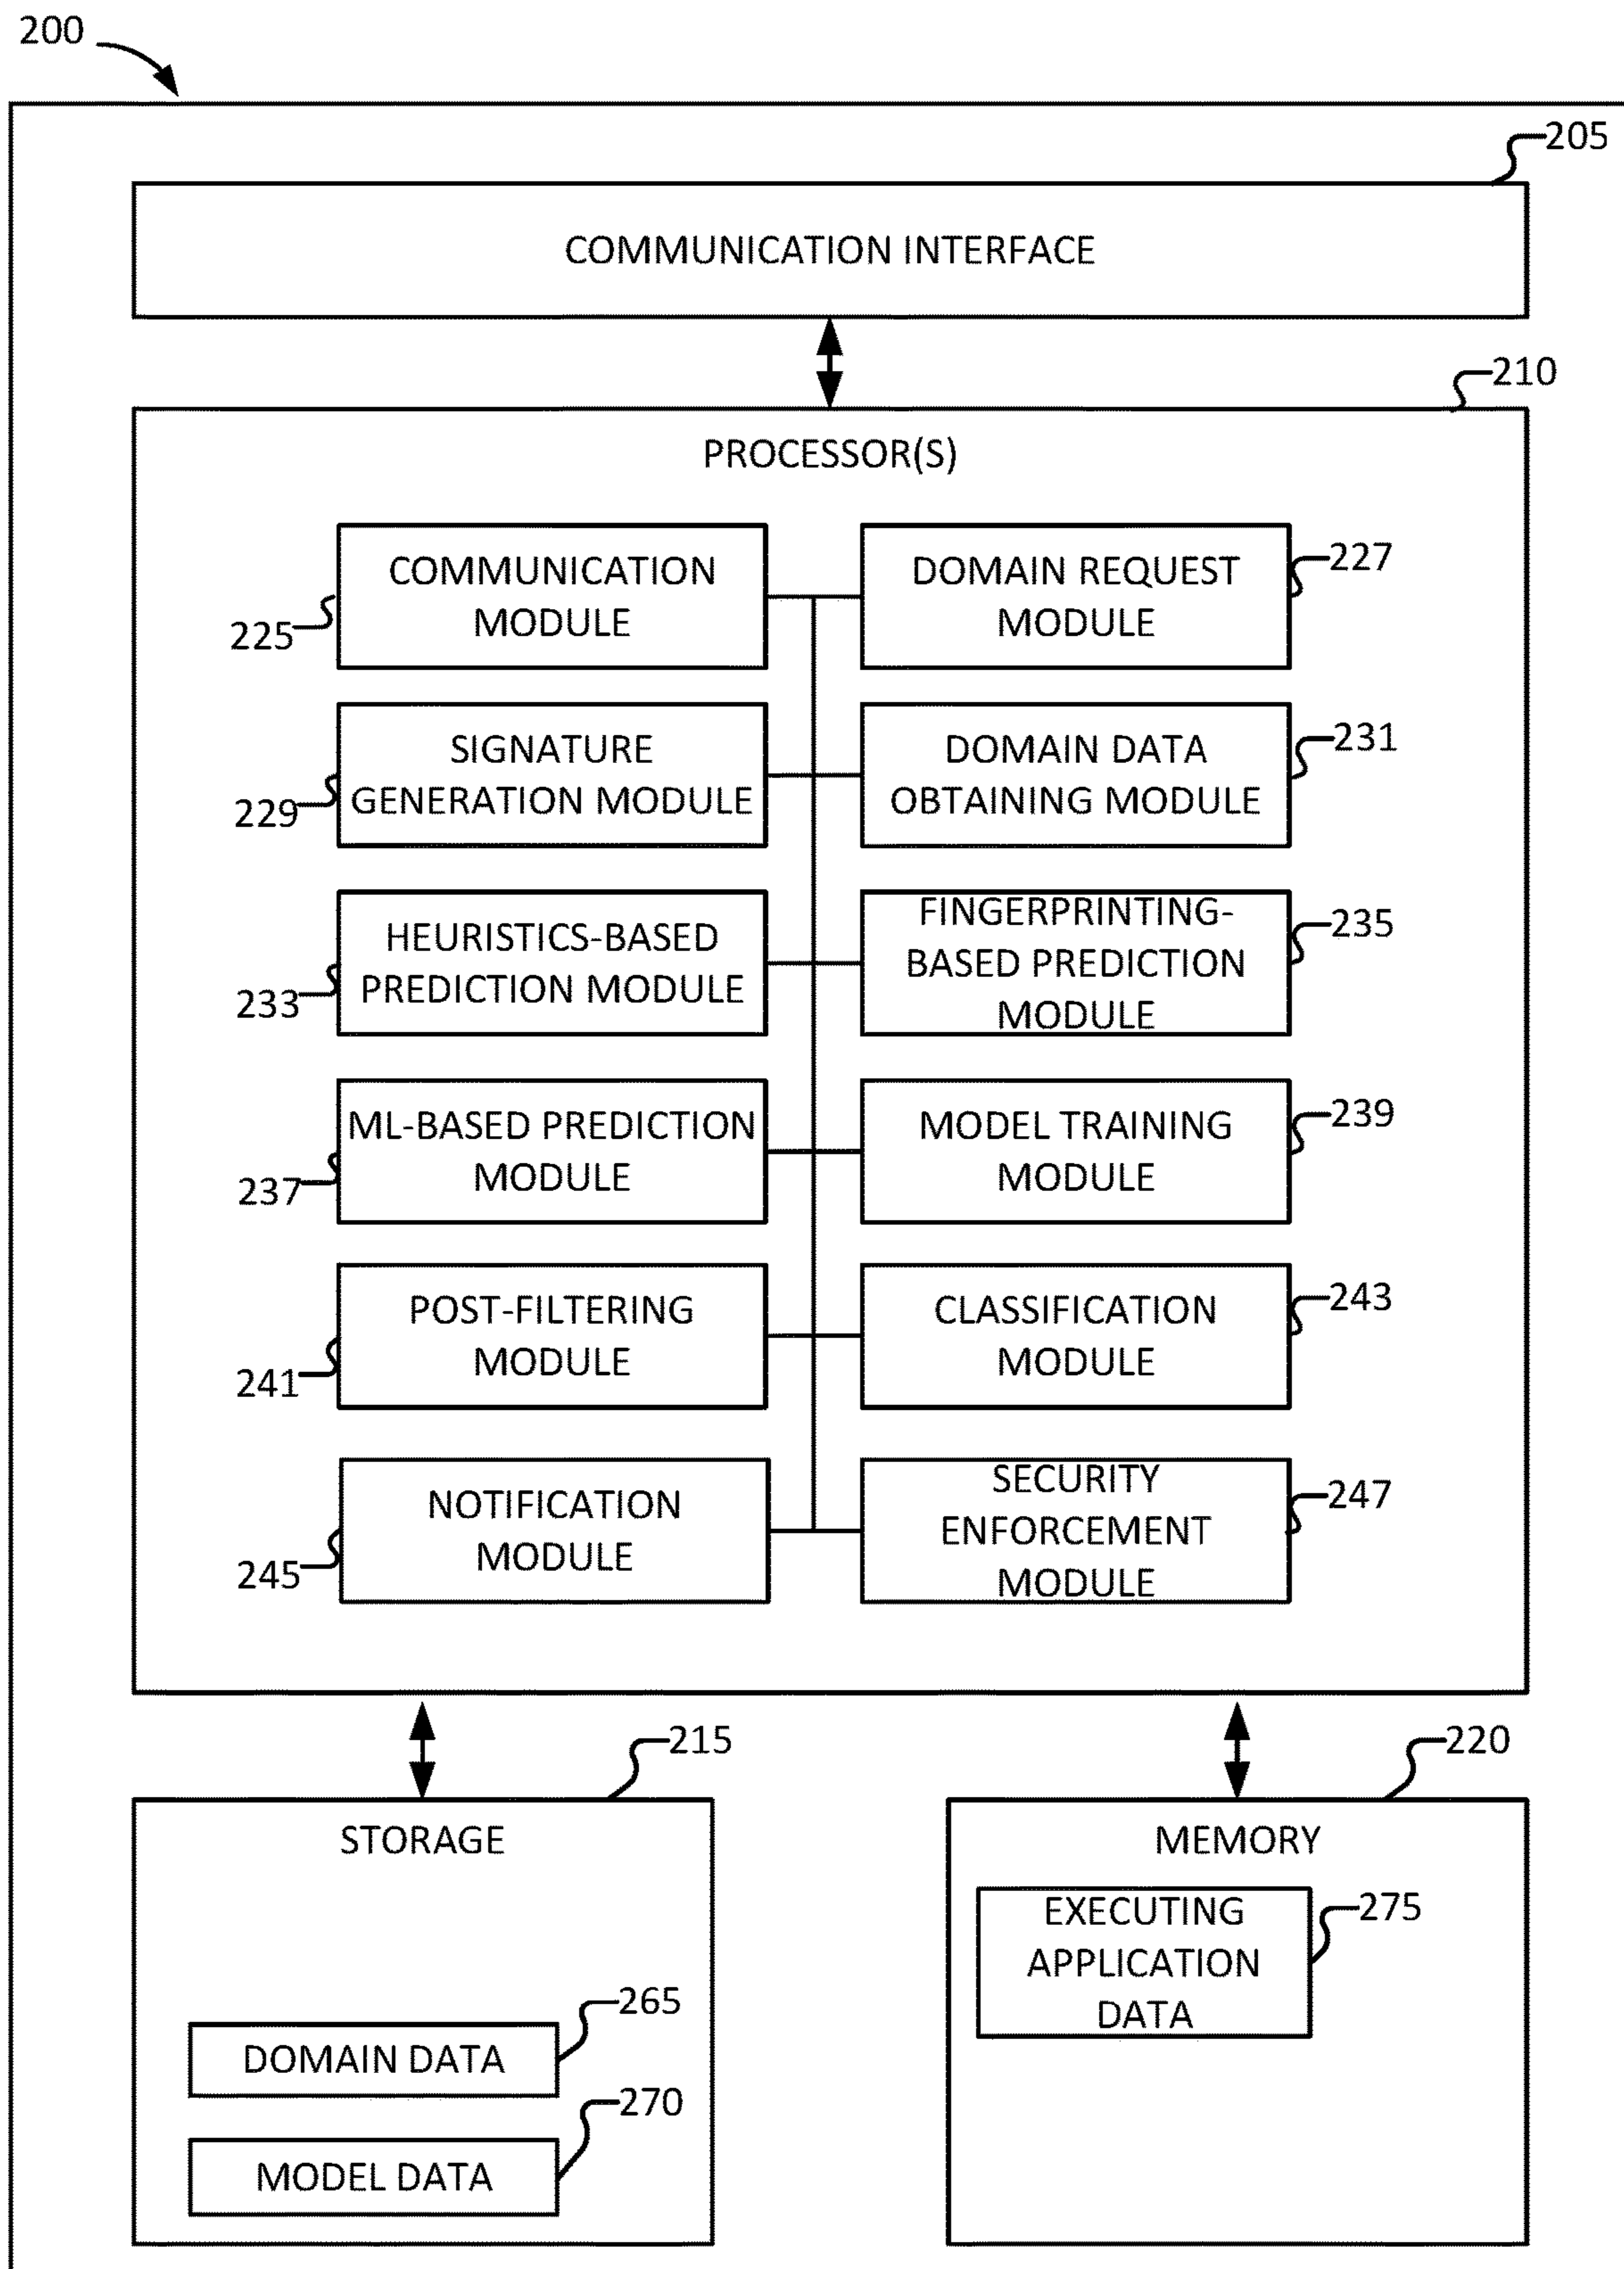 200
205
COMMUNICATION INTERFACE
210
PROCESSOR(S)
COMMUNICATION
MODULE
225
DOMAIN REQUEST
MODULE
227
SIGNATURE
GENERATION MODULE
229
DOMAIN DATA
OBTAINING MODULE
231
HEURISTICS-BASED
PREDICTION MODULE
233
FINGERPRINTING-
BASED PREDICTION
MODULE
235
ML-BASED PREDICTION
MODULE
237
MODEL TRAINING
MODULE
239
POST-FILTERING
MODULE
241
CLASSIFICATION
MODULE
243
NOTIFICATION
MODULE
245
SECURITY
ENFORCEMENT
MODULE
247
215
STORAGE
265
DOMAIN DATA
270
MODEL DATA
220
MEMORY
EXECUTING
APPLICATION
DATA
275